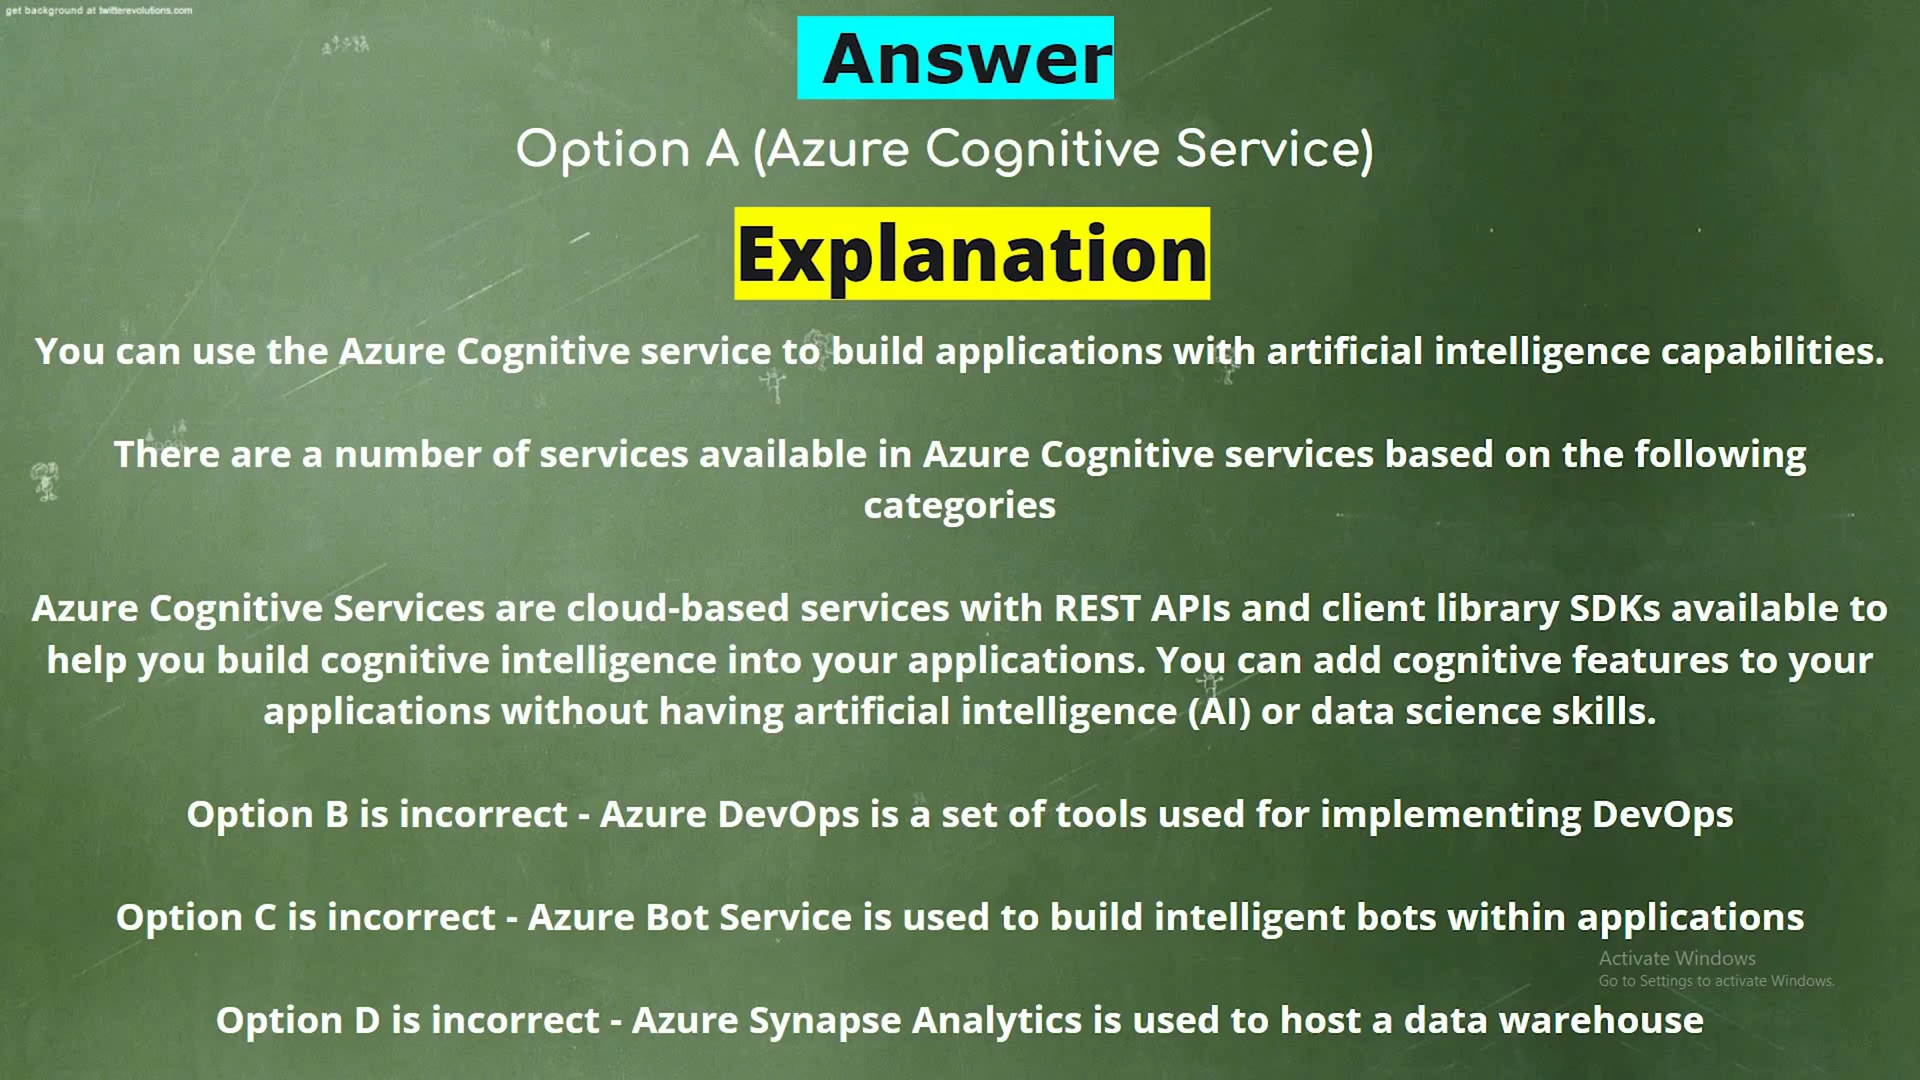 get background at twitterevolutions.com
Answer
Option A (Azure Cognitive Service)
Explanation
You can use the Azure Cognitive service to build applications with artificial intelligence capabilities.
There are a number of services available in Azure Cognitive services based on the following
categories
Azure Cognitive Services are cloud-based services with REST APIs and client library SDKs available to
help you build cognitive intelligence into your applications. You can add cognitive features to your
applications without having artificial intelligence (AI) or data science skills.
Option B is incorrect - Azure DevOps is a set of tools used for implementing DevOps
Option C is incorrect - Azure Bot Service is used to build intelligent bots within applications
Activate Windows
Go to Settings to activate Windows.
Option D is incorrect - Azure Synapse Analytics is used to host a data warehouse